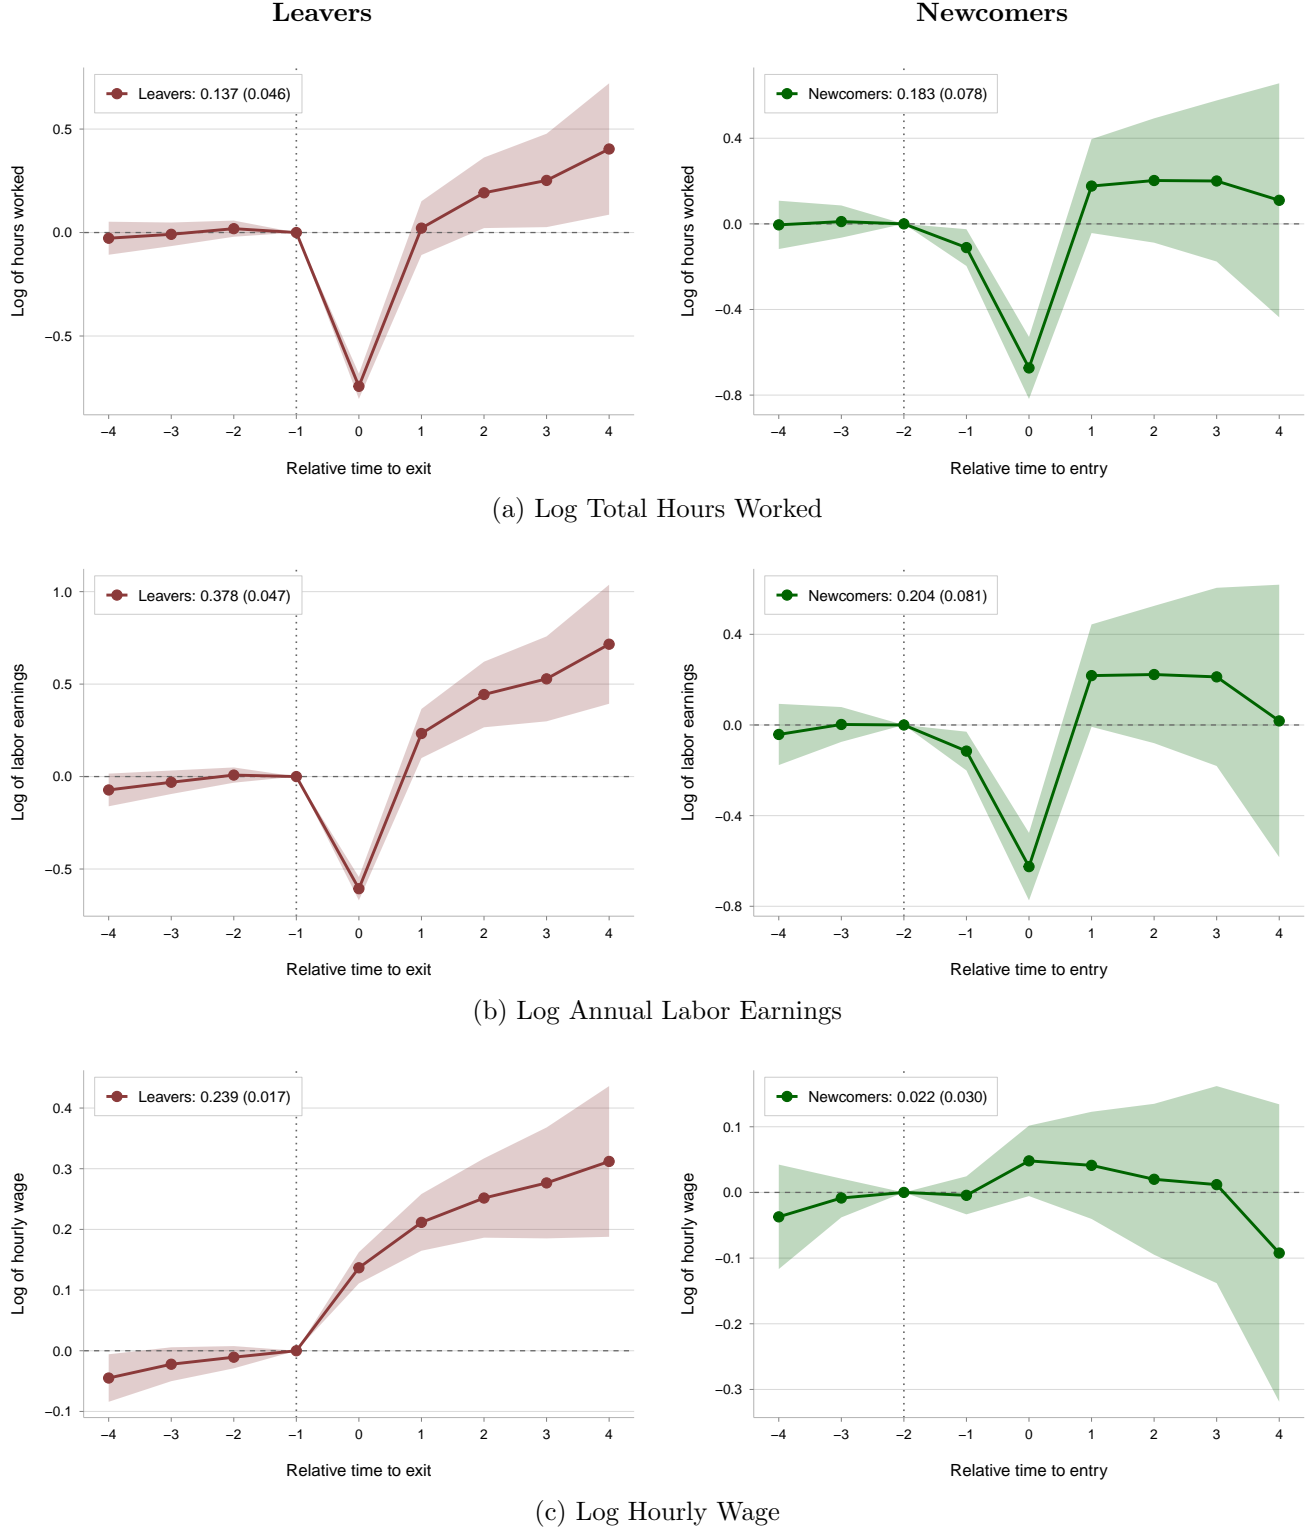 Leavers
Newcomers
Leavers: 0.137 (0.046)
Log of hours worked
0.5
0.0
−0.5
−4 −3 −2 −1 0 1 2 3 4
Relative time to exit
Newcomers: 0.183 (0.078)
Log of hours worked
0.4
0.0
−0.4
−0.8
−4 −3 −2 −1 0 1 2 3 4
Relative time to entry
(a) Log Total Hours Worked
Leavers: 0.378 (0.047)
Log of labor earnings
1.0
0.5
0.0
−0.5
−4 −3 −2 −1 0 1 2 3 4
Relative time to exit
Newcomers: 0.204 (0.081)
Log of labor earnings
0.4
0.0
−0.4
−0.8
−4 −3 −2 −1 0 1 2 3 4
Relative time to entry
(b) Log Annual Labor Earnings
Leavers: 0.239 (0.017)
Log of hourly wage
0.4
0.3
0.2
0.1
0.0
−0.1
−4 −3 −2 −1 0 1 2 3 4
Relative time to exit
Newcomers: 0.022 (0.030)
Log of hourly wage
0.1
0.0
−0.1
−0.2
−0.3
−4 −3 −2 −1 0 1 2 3 4
Relative time to entry
(c) Log Hourly Wage